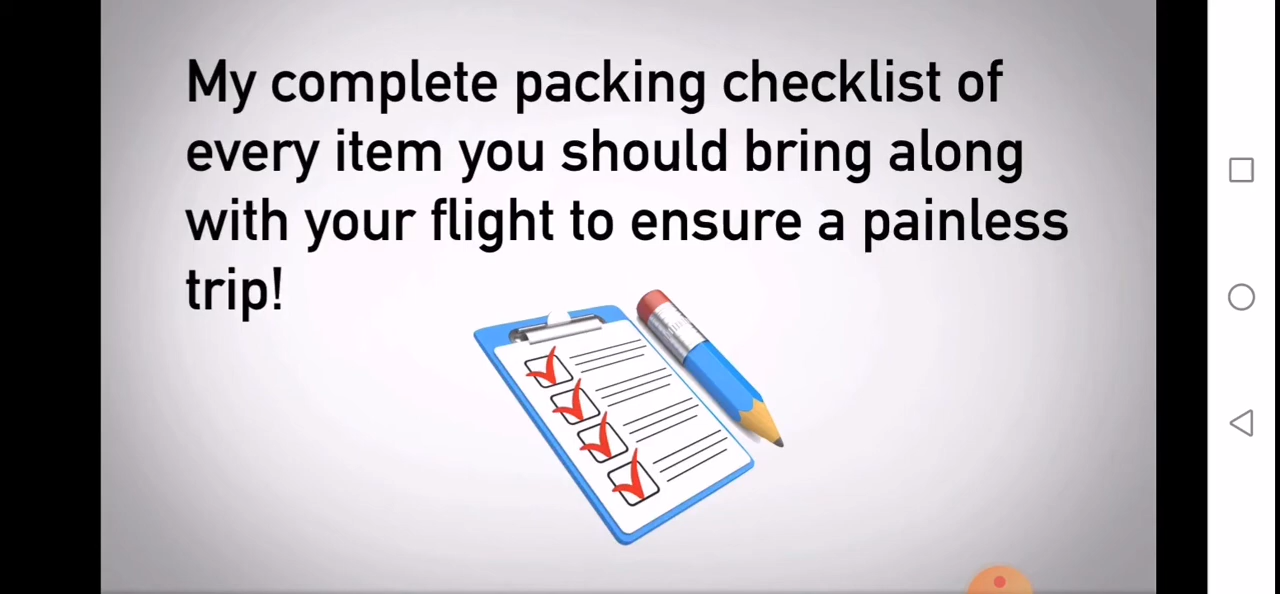 My complete packing checklist of
every item you should bring along
with your flight to ensure a painless
trip!